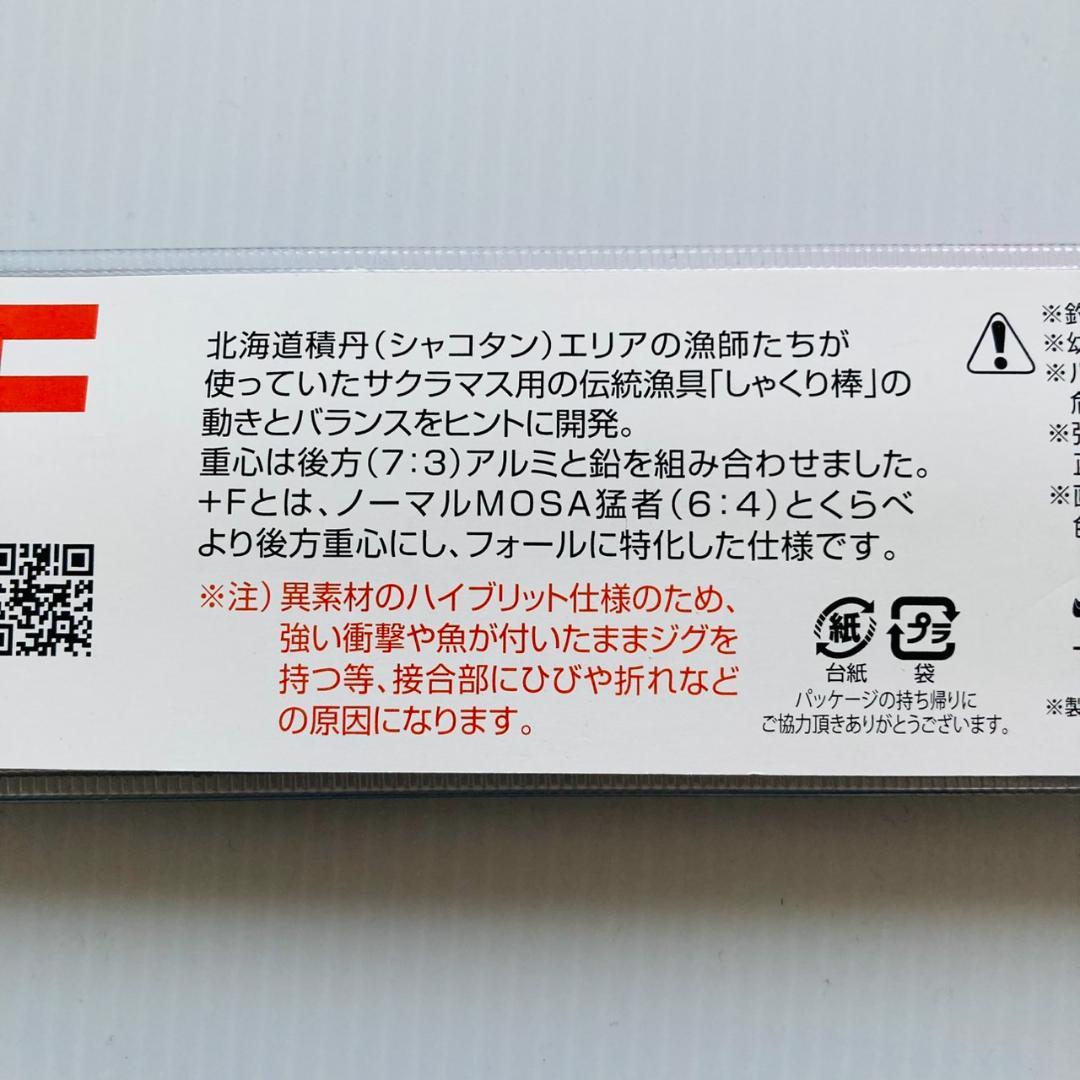 F
北海道積丹(シャコタン)エリアの漁師たちが
使っていたサクラマス用の伝統漁具「しゃくり棒」の
動きとバランスをヒントに開発。
重心は後方(7:3)アルミと鉛を組み合わせました。
+Fとは、ノーマルMOSA猛者(6:4)とくらべ
より後方重心にし、フォールに特化した仕様です。
※注)異素材のハイブリット仕様のため、
強い衝撃や魚が付いたままジグを
持つ等、接合部にひびや折れなど
の原因になります。
紙
プラ
台紙
袋
パッケージの持ち帰りに
ご協力頂きありがとうございます。
※釣
※幼
※
※強
※画
※製